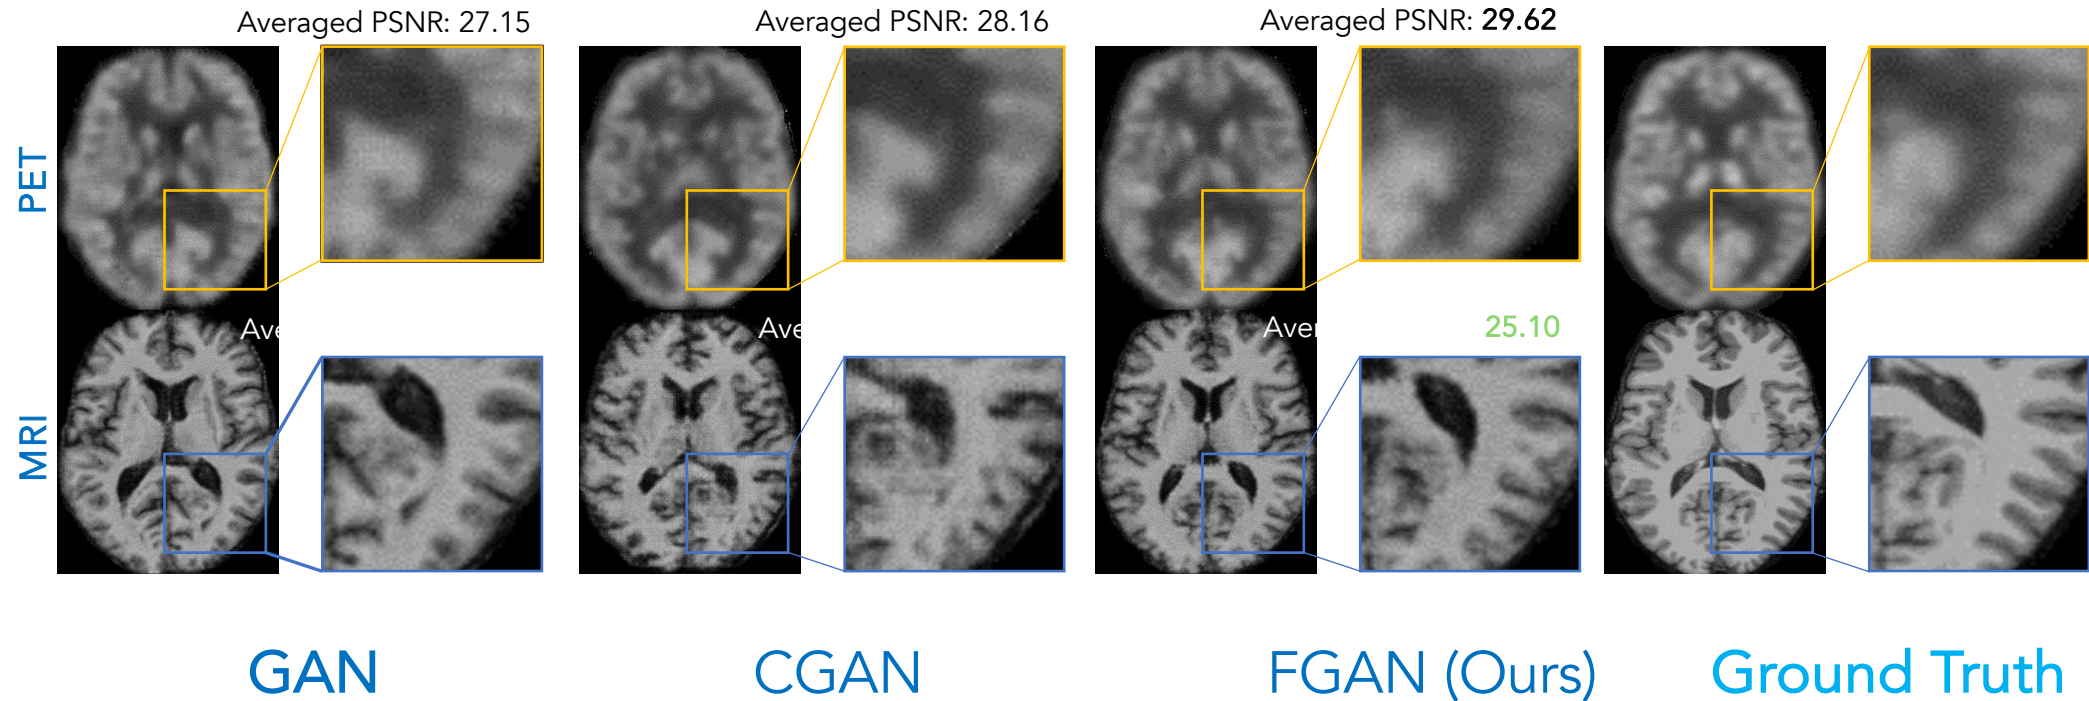 Averaged PSNR: 27.15
Averaged PSNR: 28.16
Averaged PSNR: 29.62
PET
Ave
Ave
Aver
25.10
MRI
GAN
CGAN
FGAN (Ours)
Ground Truth